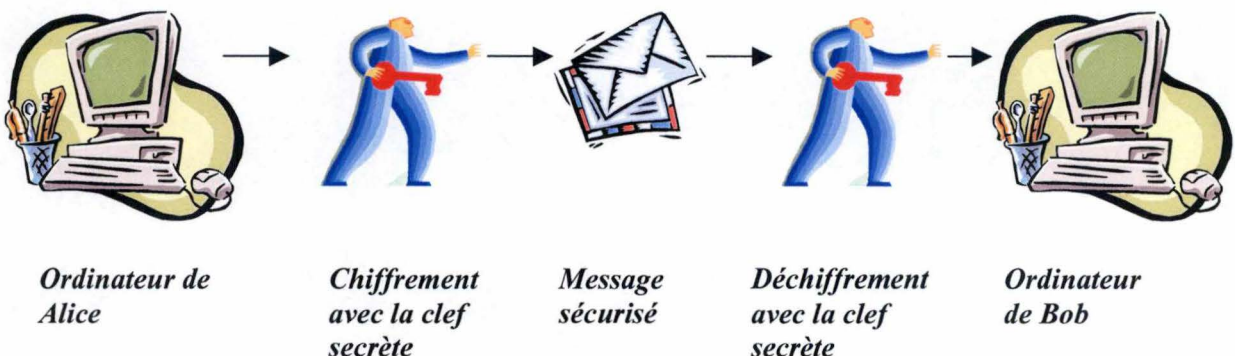 Ordinateur de
Alice
Chiffrement
avec la clef
secrète
Message
sécurisé
Déchiffrement
avec la clef
secrète
Ordinateur
de Bob